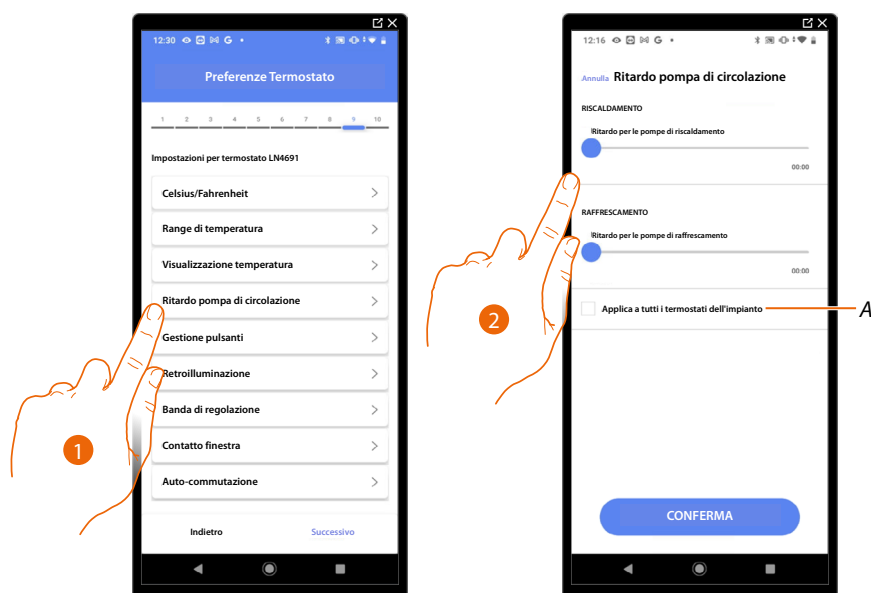 12:30 G
Preferenze Termostato
1 2 3 4 5 6 7 8 9 10
Impostazioni per termostato LN4691
Celsius/Fahrenheit
Range di temperatura
Visualizzazione temperatura
Ritardo pompa di circolazione
Gestione pulsanti
Retroilluminazione
Banda di regolazione
Contatto finestra
Auto-commutazione
Indietro Successivo
1
12:16 G
Annulla Ritardo pompa di circolazione
RISCALDAMENTO
Ritardo per le pompe di riscaldamento
00:00
RAFFRESCAMENTO
Ritardo per le pompe di raffrescamento
00:00
Applica a tutti i termostati dell'impianto
A
CONFERMA
2